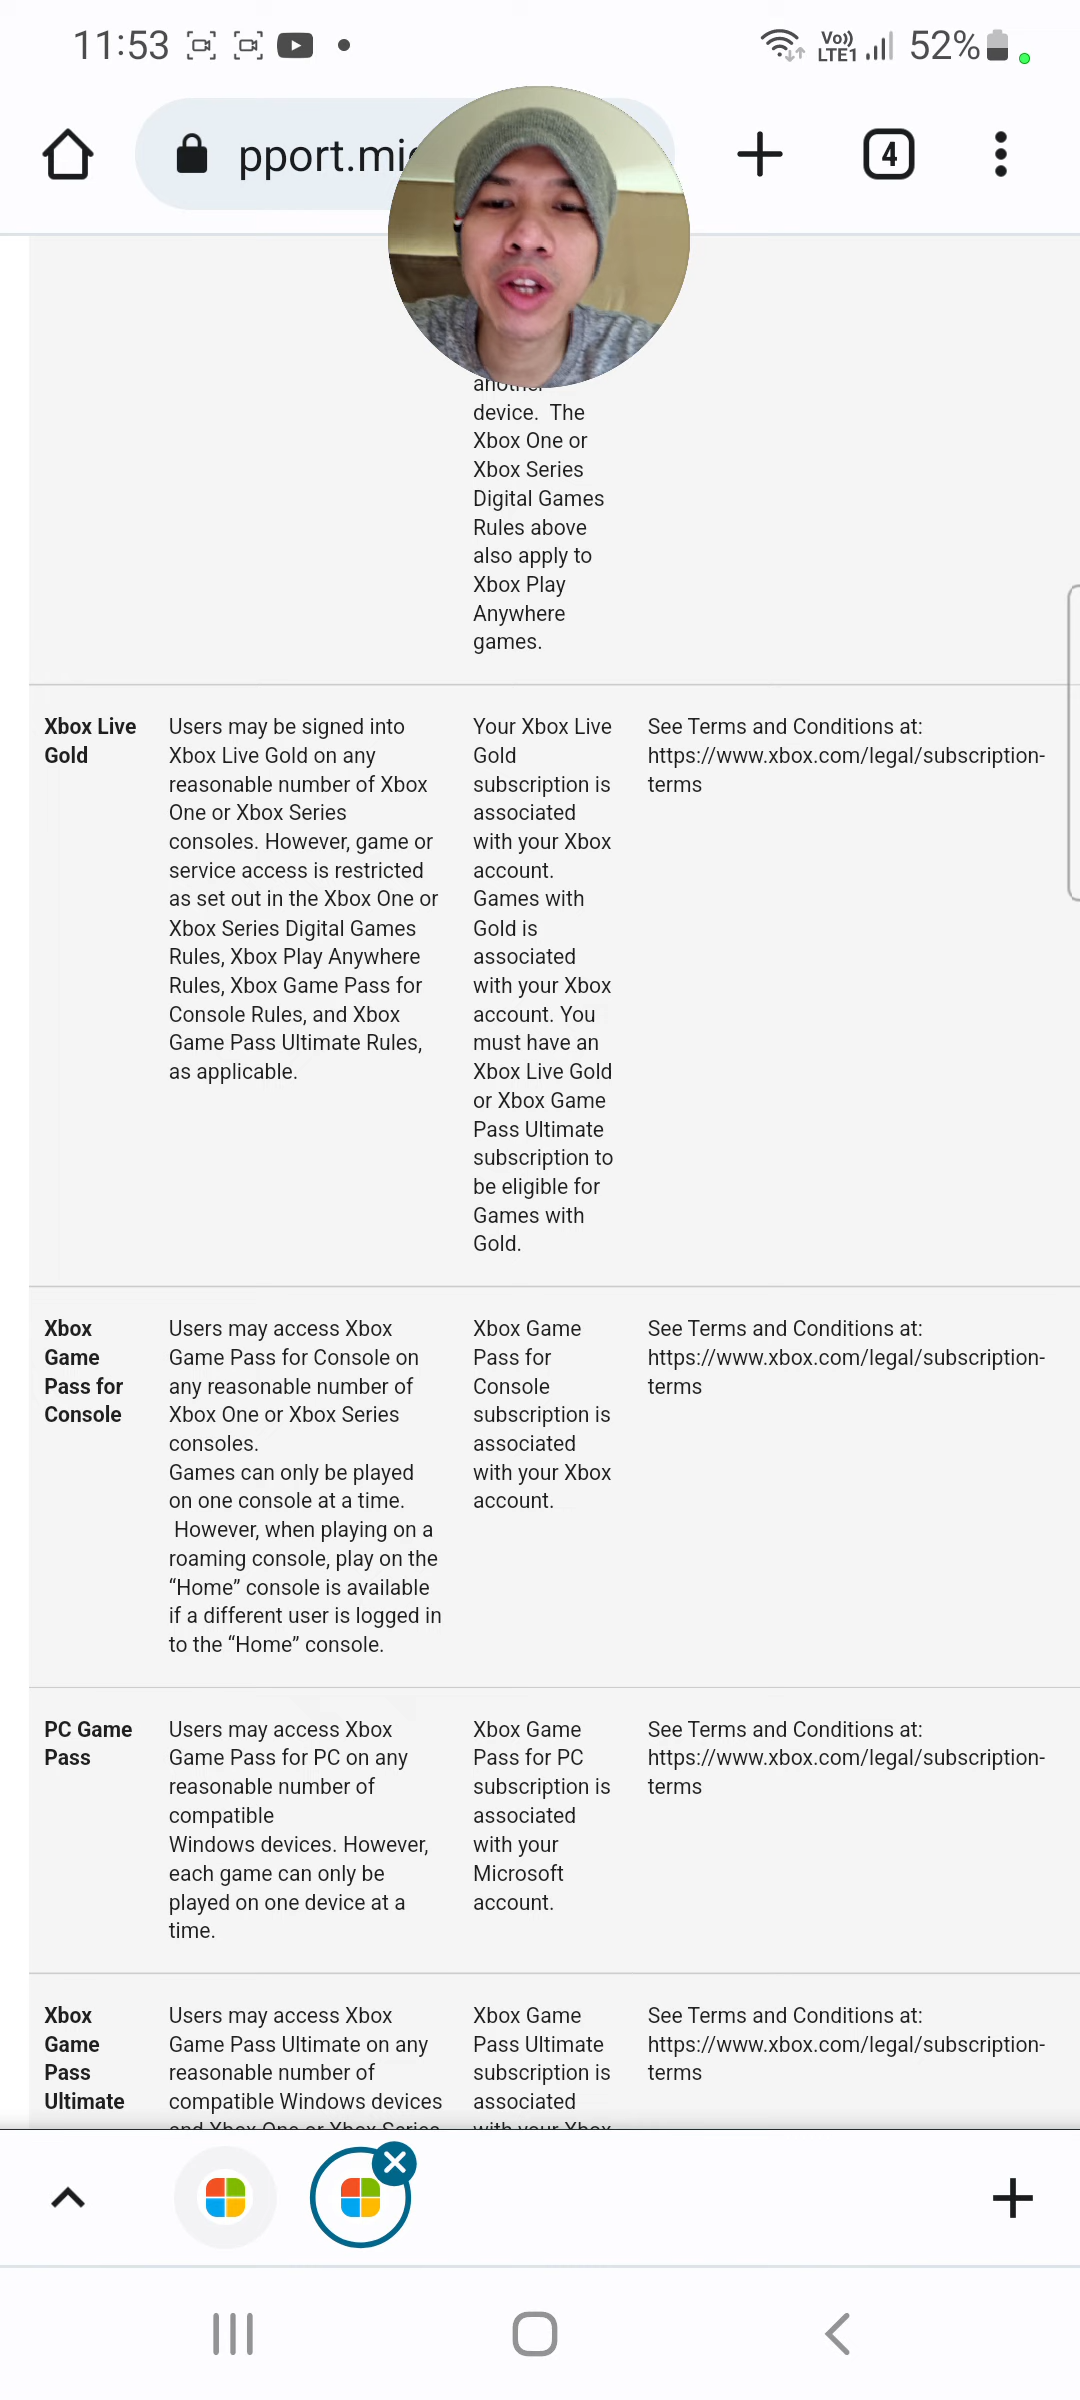 11:53
Vo))
LTE1
52%
pport.mic
4
another
device.  The
Xbox One or
Xbox Series
Digital Games
Rules above
also apply to
Xbox Play
Anywhere
games.
Xbox Live
Gold
Users may be signed into
Xbox Live Gold on any
reasonable number of Xbox
One or Xbox Series
consoles. However, game or
service access is restricted
as set out in the Xbox One or
Xbox Series Digital Games
Rules, Xbox Play Anywhere
Rules, Xbox Game Pass for
Console Rules, and Xbox
Game Pass Ultimate Rules,
as applicable.
Your Xbox Live
Gold
subscription is
associated
with your Xbox
account.
Games with
Gold is
associated
with your Xbox
account. You
must have an
Xbox Live Gold
or Xbox Game
Pass Ultimate
subscription to
be eligible for
Games with
Gold.
See Terms and Conditions at:
https://www.xbox.com/legal/subscription-
terms
Xbox
Game
Pass for
Console
Users may access Xbox
Game Pass for Console on
any reasonable number of
Xbox One or Xbox Series
consoles.
Games can only be played
on one console at a time.
However, when playing on a
roaming console, play on the
“Home” console is available
if a different user is logged in
to the “Home” console.
Xbox Game
Pass for
Console
subscription is
associated
with your Xbox
account.
See Terms and Conditions at:
https://www.xbox.com/legal/subscription-
terms
PC Game
Pass
Users may access Xbox
Game Pass for PC on any
reasonable number of
compatible
Windows devices. However,
each game can only be
played on one device at a
time.
Xbox Game
Pass for PC
subscription is
associated
with your
Microsoft
account.
See Terms and Conditions at:
https://www.xbox.com/legal/subscription-
terms
Xbox
Game
Pass
Ultimate
Users may access Xbox
Game Pass Ultimate on any
reasonable number of
compatible Windows devices
and Xbox One or Xbox Series
Xbox Game
Pass Ultimate
subscription is
associated
with your Xbox
See Terms and Conditions at:
https://www.xbox.com/legal/subscription-
terms